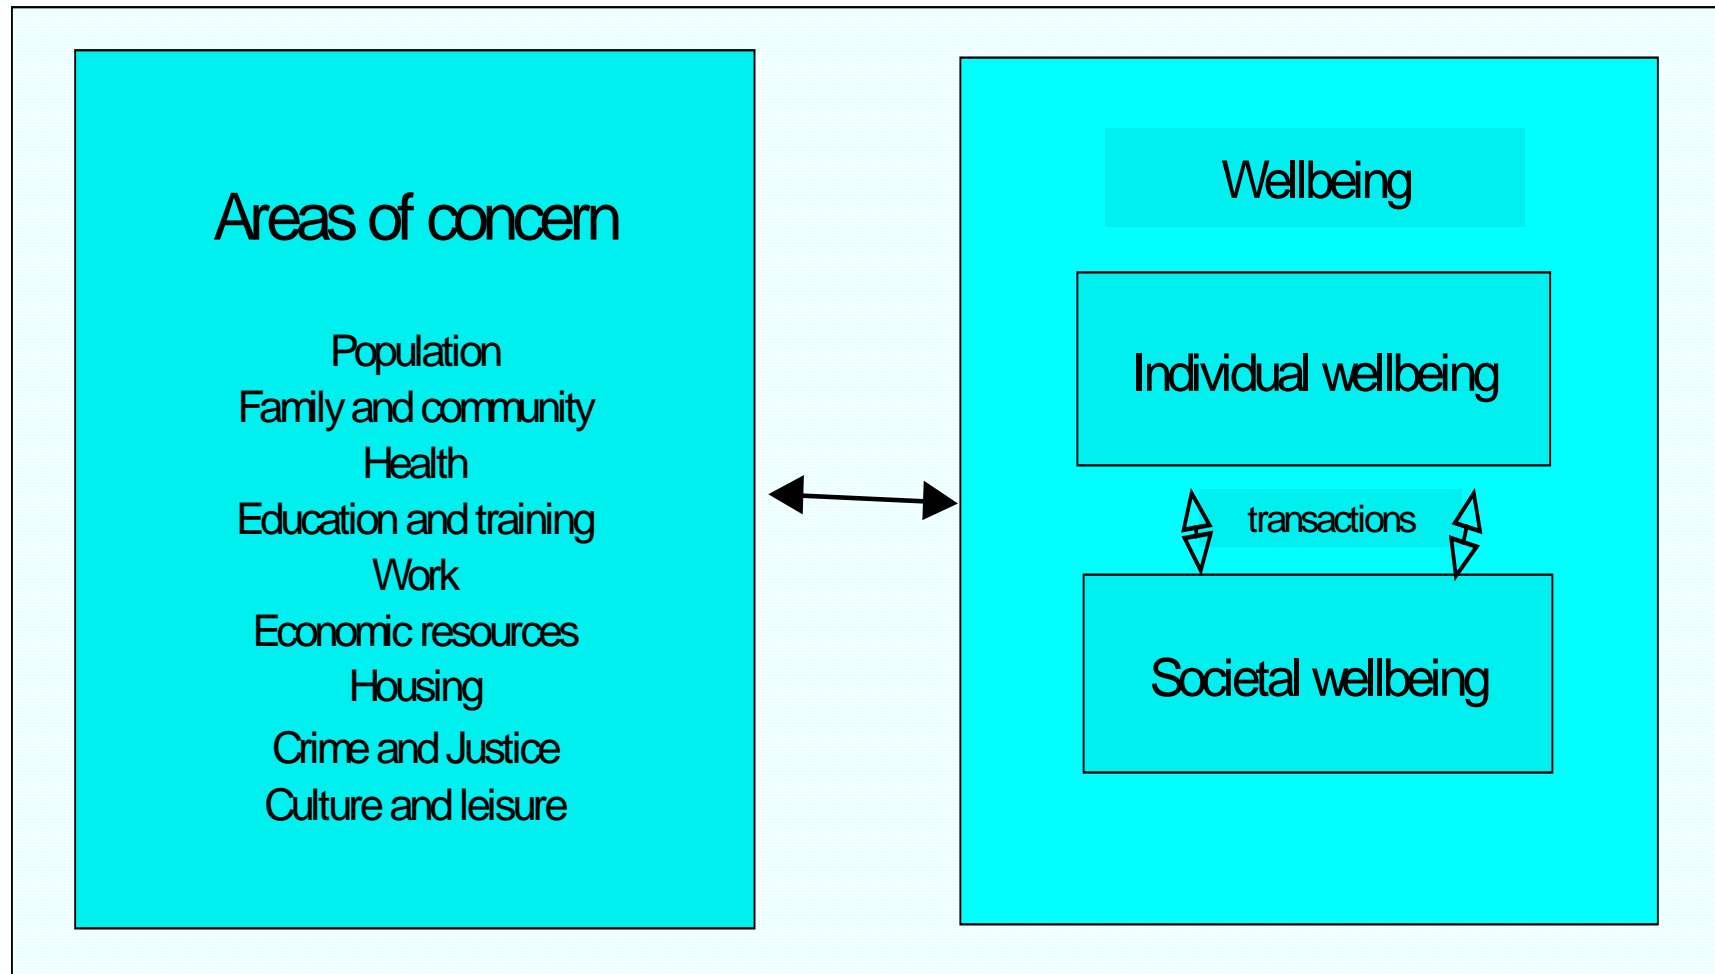 Areas of concern
Population
Family and community
Health
Education and training
Work
Economic resources
Housing
Crime and Justice
Culture and leisure
Wellbeing
Individual wellbeing
transactions
Societal wellbeing